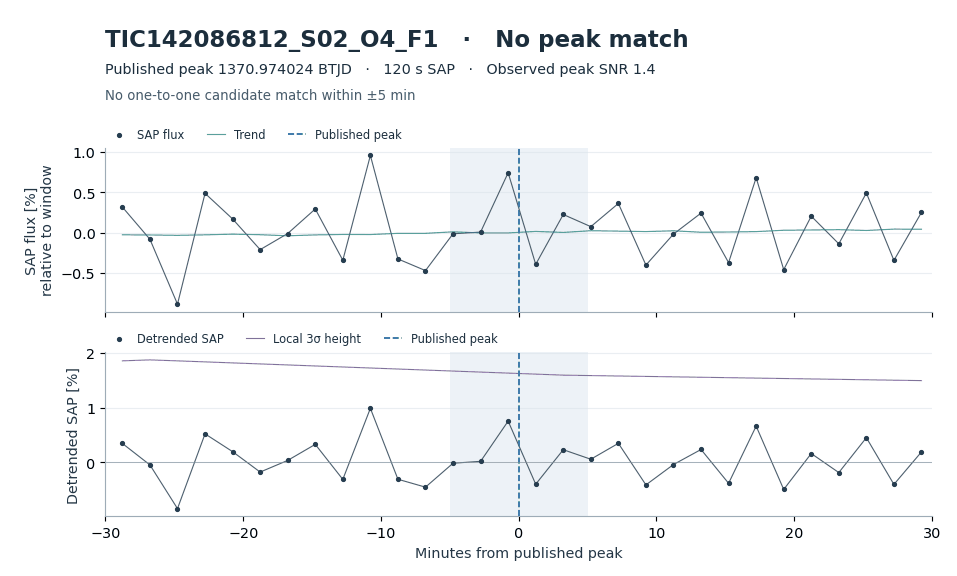 TIC142086812_S02_O4_F1 · No peak match
Published peak 1370.974024 BTJD · 120 s SAP · Observed peak SNR 1.4
No one-to-one candidate match within ±5 min
SAP flux Trend Published peak
SAP flux [%]
relative to window
1.0
0.5
0.0
−0.5
Detrended SAP Local 3σ height Published peak
Detrended SAP [%]
2
1
0
−30 −20 −10 0 10 20 30
Minutes from published peak